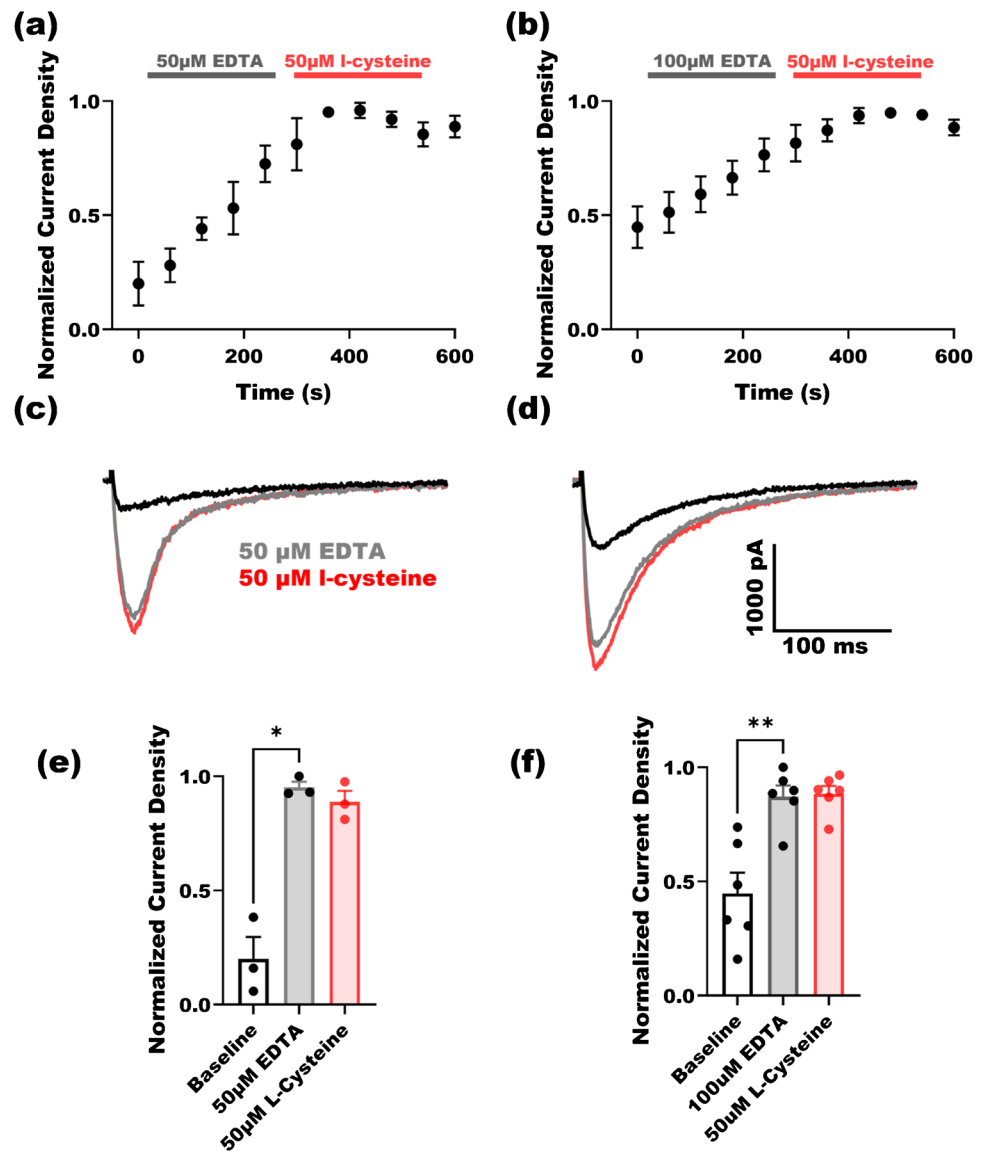 (a)
50µM EDTA
50µM l-cysteine
1.0
0.5
0.0
Normalized Current Density
0
200
400
600
Time (s)
(b)
100µM EDTA
50µM l-cysteine
1.0
0.5
0.0
Normalized Current Density
0
200
400
600
Time (s)
(c)
50 µM EDTA
50 µM l-cysteine
(d)
1000 pA
100 ms
(e)
*
Normalized Current Density
1.0
0.5
0.0
Baseline
50µM EDTA
50µM L-Cysteine
(f)
**
Normalized Current Density
1.0
0.5
0.0
Baseline
100uM EDTA
50uM L-Cysteine